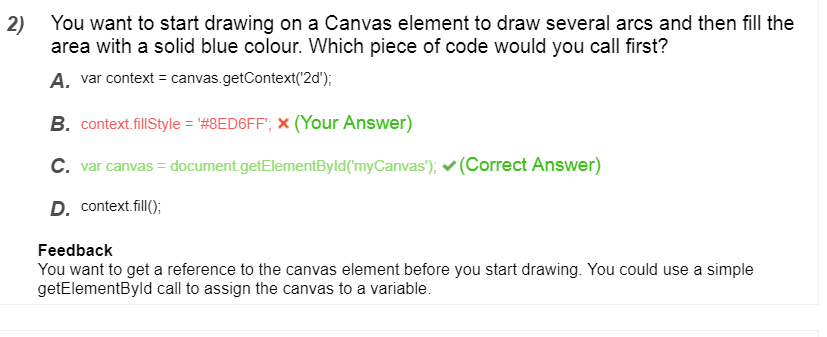 2) You want to start drawing on a Canvas element to draw several arcs and then fill the
area with a solid blue colour. Which piece of code would you call first?
A. var context = canvas.getContext('2d');
B. context.fillStyle = '#8ED6FF'; ✖ (Your Answer)
C. var canvas = document.getElementById('myCanvas'); ✔ (Correct Answer)
D. context.fill();
Feedback
You want to get a reference to the canvas element before you start drawing. You could use a simple
getElementById call to assign the canvas to a variable.